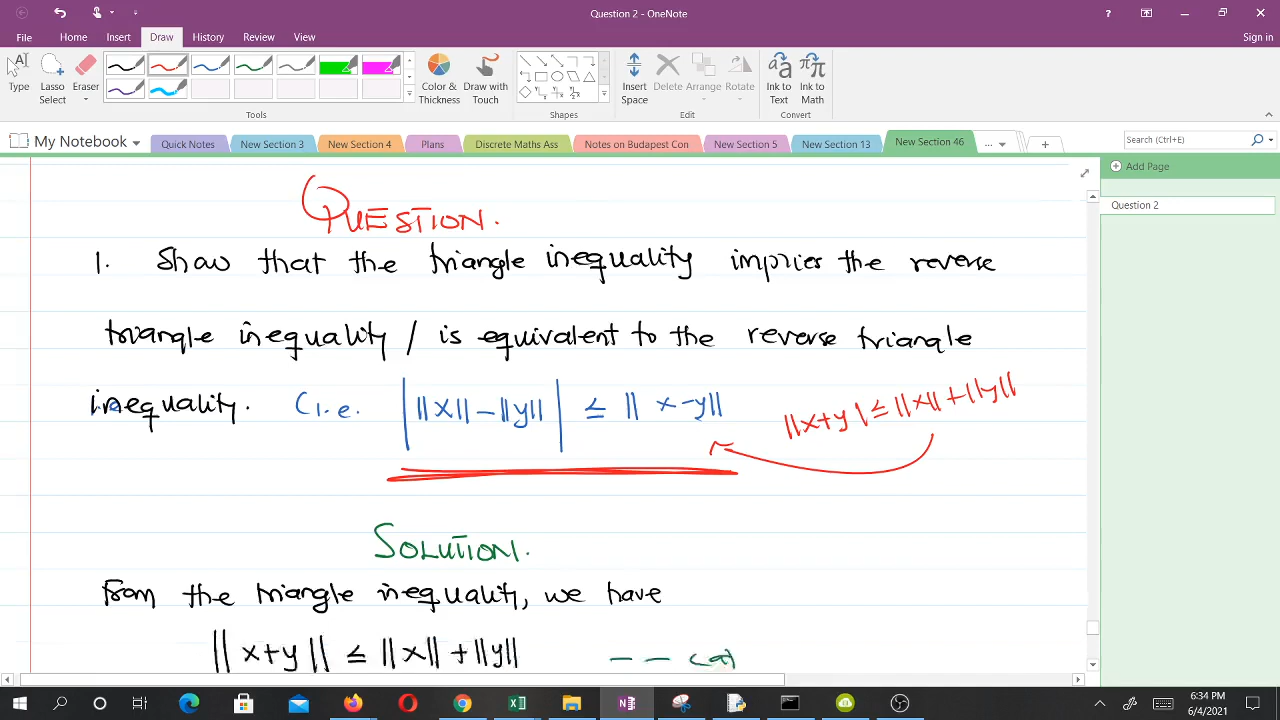 Question 2 - OneNote
Sign in
File Home Insert Draw History Review View
Type Lasso Select Eraser Color & Thickness Draw with Touch Insert Space Delete Arrange Rotate Ink to Text Ink to Math
Tools Shapes Edit Convert
My Notebook Quick Notes New Section 3 New Section 4 Plans Discrete Maths Ass Notes on Budapest Con New Section 5 New Section 13 New Section 46 ... + Search (Ctrl+E)
Add Page
Question 2
QUESTION.
1. Show that the triangle inequality implies the reverse
triangle inequality / is equivalent to the reverse triangle
inequality. (i.e. | ||x|| - ||y|| | ≤ || x-y||
||x+y| ≤ ||x|| + ||y||
SOLUTION.
From the triangle inequality, we have
|| x+y || ≤ ||x|| + ||y|| -- (a)
6:34 PM
6/4/2021